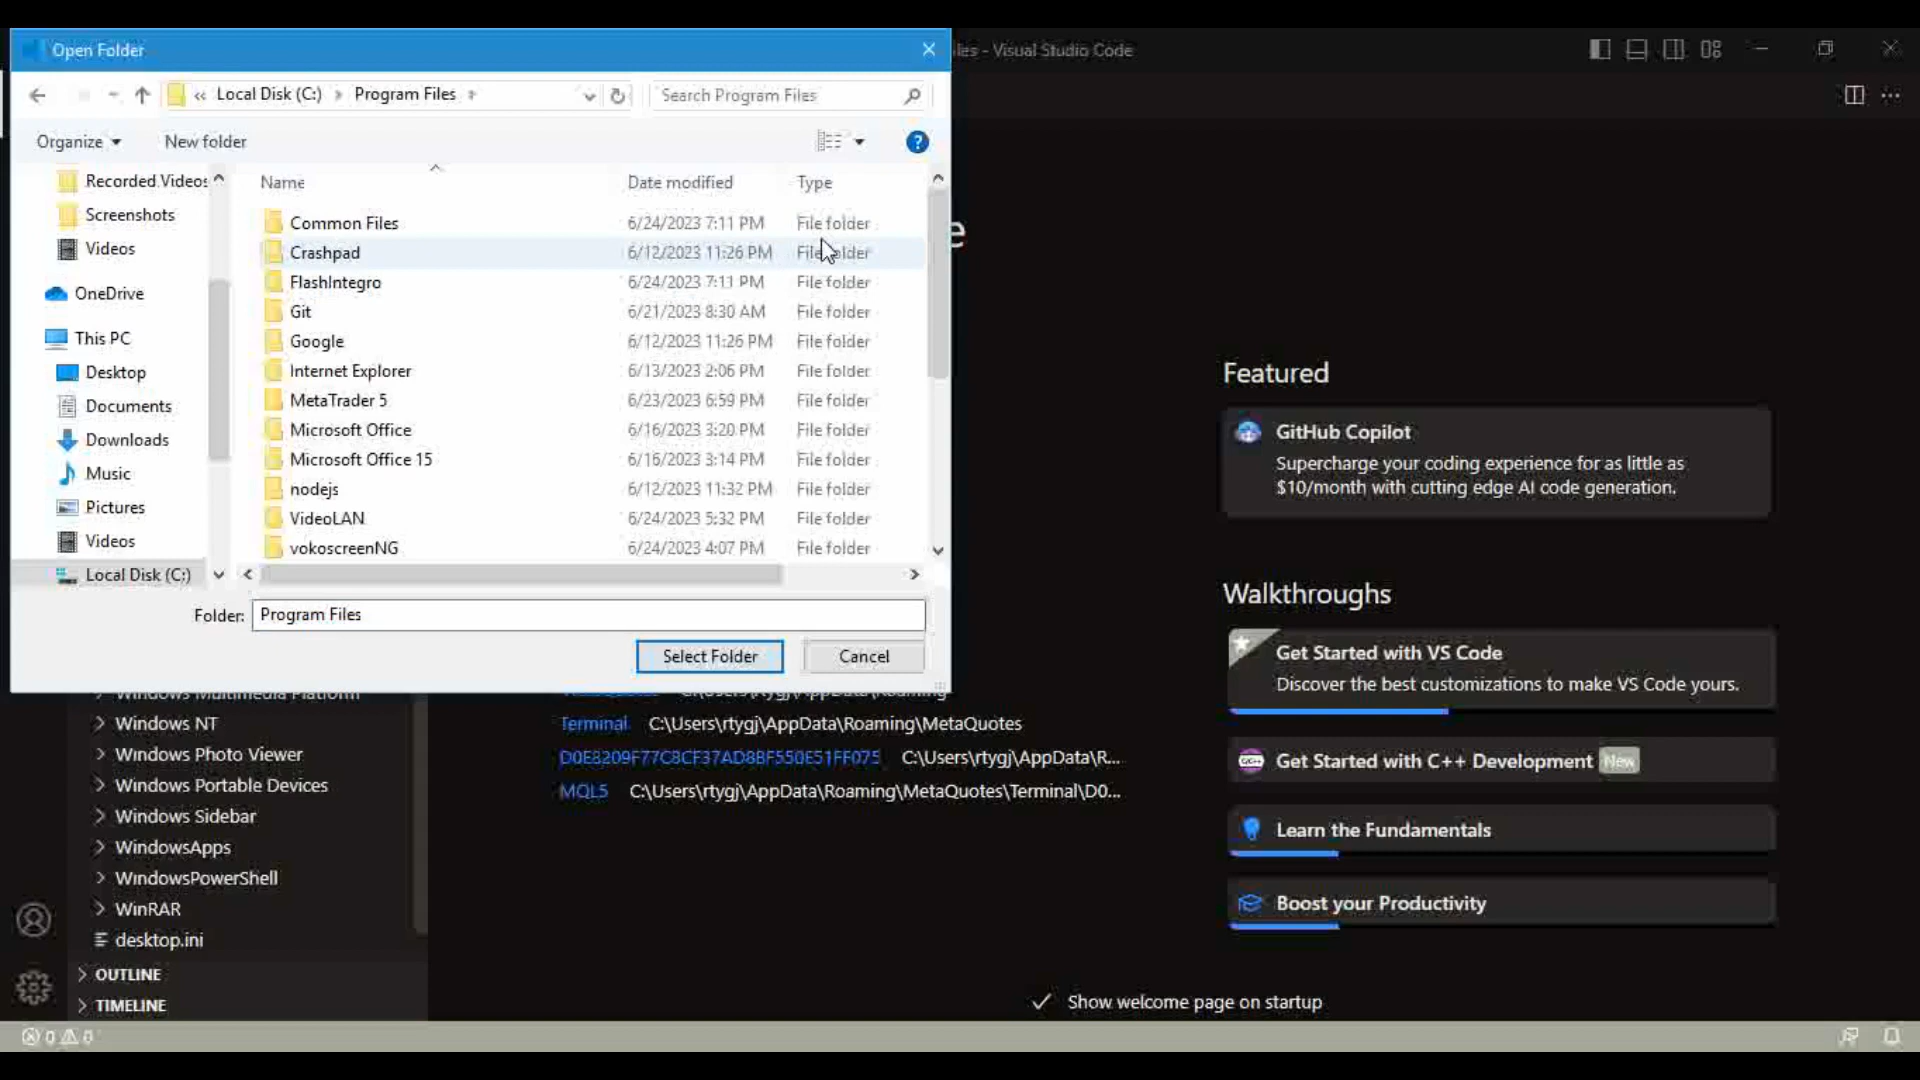 Open Folder
les - Visual Studio Code
« Local Disk (C:) › Program Files ›
Search Program Files
Organize
New folder
Recorded Videos
Screenshots
Videos
OneDrive
This PC
Desktop
Documents
Downloads
Music
Pictures
Videos
Local Disk (C:)
Name Date modified Type
Common Files 6/24/2023 7:11 PM File folder
Crashpad 6/12/2023 11:26 PM File folder
FlashIntegro 6/24/2023 7:11 PM File folder
Git 6/21/2023 8:30 AM File folder
Google 6/12/2023 11:26 PM File folder
Internet Explorer 6/13/2023 2:06 PM File folder
MetaTrader 5 6/23/2023 6:59 PM File folder
Microsoft Office 6/16/2023 3:20 PM File folder
Microsoft Office 15 6/16/2023 3:14 PM File folder
nodejs 6/12/2023 11:32 PM File folder
VideoLAN 6/24/2023 5:32 PM File folder
vokoscreenNG 6/24/2023 4:07 PM File folder
Folder: Program Files
Select Folder
Cancel
e
Windows Multimedia Platform
Windows NT
Windows Photo Viewer
Windows Portable Devices
Windows Sidebar
WindowsApps
WindowsPowerShell
WinRAR
desktop.ini
OUTLINE
TIMELINE
C:\Users\rtygj\AppData\Roaming
Terminal C:\Users\rtygj\AppData\Roaming\MetaQuotes
D0E8209F77C8CF37AD8BF550E51FF075 C:\Users\rtygj\AppData\R...
MQL5 C:\Users\rtygj\AppData\Roaming\MetaQuotes\Terminal\D0...
Featured
GitHub Copilot
Supercharge your coding experience for as little as
$10/month with cutting edge AI code generation.
Walkthroughs
Get Started with VS Code
Discover the best customizations to make VS Code yours.
Get Started with C++ Development New
Learn the Fundamentals
Boost your Productivity
Show welcome page on startup
0 0